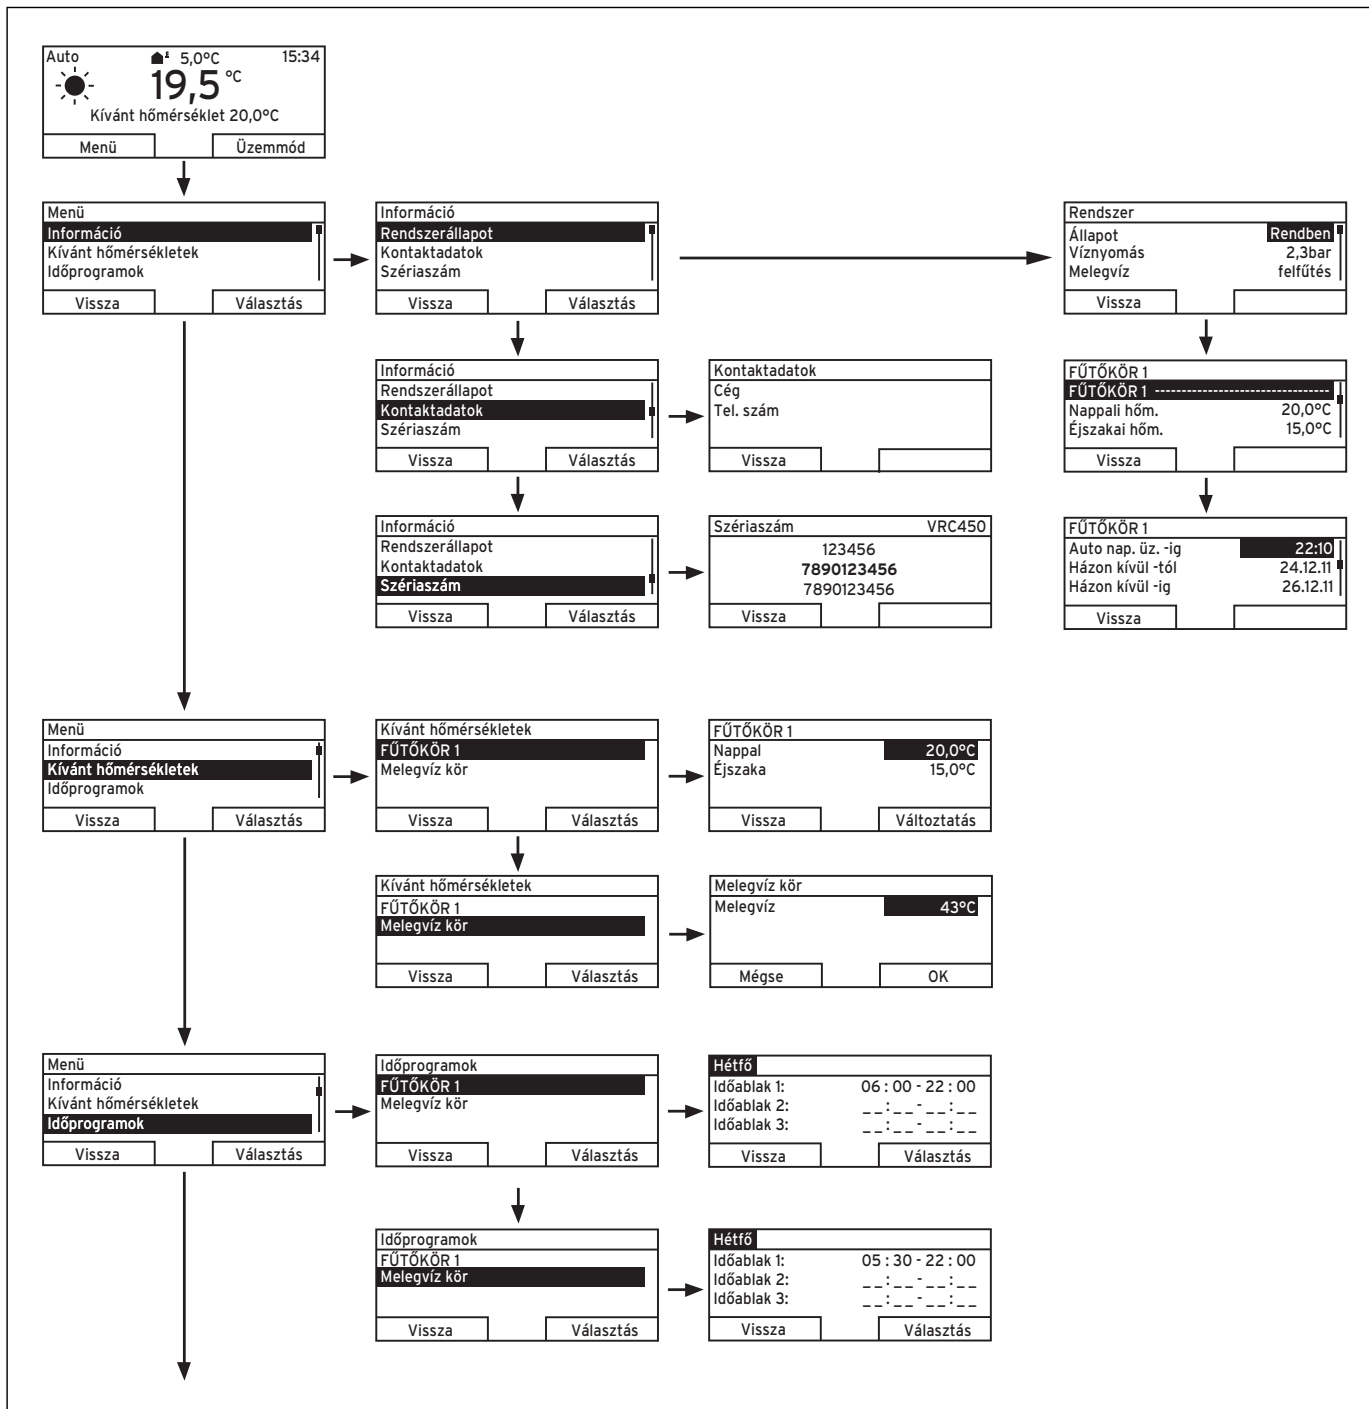 Auto 5,0°C 15:34
19,5 °C
Kívánt hőmérséklet 20,0°C
Menü Üzemmód
Menü
Információ
Kívánt hőmérsékletek
Időprogramok
Vissza Választás
Információ
Rendszerállapot
Kontaktadatok
Szériaszám
Vissza Választás
Rendszer
Állapot Rendben
Víznyomás 2,3bar
Melegvíz felfűtés
Vissza
Információ
Rendszerállapot
Kontaktadatok
Szériaszám
Vissza Választás
Kontaktadatok
Cég
Tel. szám
Vissza
FŰTŐKÖR 1
FŰTŐKÖR 1 --------------------------------
Nappali hőm. 20,0°C
Éjszakai hőm. 15,0°C
Vissza
Információ
Rendszerállapot
Kontaktadatok
Szériaszám
Vissza Választás
Szériaszám VRC450
123456
7890123456
7890123456
Vissza
FŰTŐKÖR 1
Auto nap. üz. -ig 22:10
Házon kívül -tól 24.12.11
Házon kívül -ig 26.12.11
Vissza
Menü
Információ
Kívánt hőmérsékletek
Időprogramok
Vissza Választás
Kívánt hőmérsékletek
FŰTŐKÖR 1
Melegvíz kör
Vissza Választás
FŰTŐKÖR 1
Nappal 20,0°C
Éjszaka 15,0°C
Vissza Változtatás
Kívánt hőmérsékletek
FŰTŐKÖR 1
Melegvíz kör
Vissza Választás
Melegvíz kör
Melegvíz 43°C
Mégse OK
Menü
Információ
Kívánt hőmérsékletek
Időprogramok
Vissza Választás
Időprogramok
FŰTŐKÖR 1
Melegvíz kör
Vissza Választás
Hétfő
Időablak 1: 06 : 00 - 22 : 00
Időablak 2: _ _ : _ _ - _ _ : _ _
Időablak 3: _ _ : _ _ - _ _ : _ _
Vissza Választás
Időprogramok
FŰTŐKÖR 1
Melegvíz kör
Vissza Választás
Hétfő
Időablak 1: 05 : 30 - 22 : 00
Időablak 2: _ _ : _ _ - _ _ : _ _
Időablak 3: _ _ : _ _ - _ _ : _ _
Vissza Választás